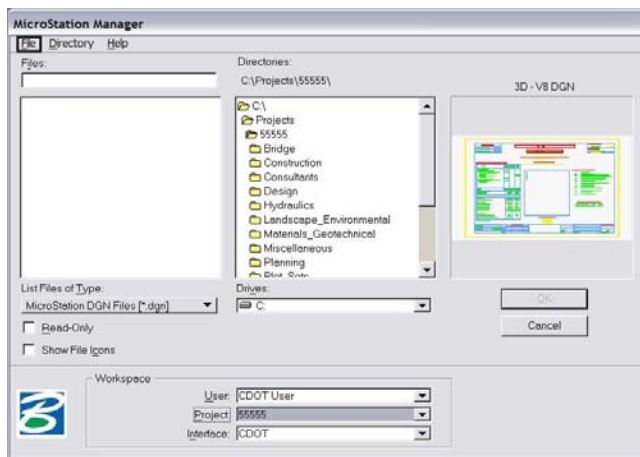 MicroStation Manager
File Directory Help
Files:
Directories:
C:\Projects\55555\
3D - V8 DGN
C:\
Projects
55555
Bridge
Construction
Consultants
Design
Hydraulics
Landscape_Environmental
Materials_Geotechnical
Miscellaneous
Planning
Plot_Sets
List Files of Type:
MicroStation DGN Files [*.dgn]
Drives:
C:
OK
Cancel
Read-Only
Show File Icons
Workspace
User: CDOT User
Project: 55555
Interface: CDOT